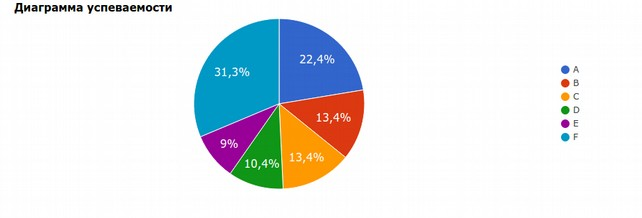 Диаграмма успеваемости
22,4%
13,4%
13,4%
10,4%
9%
31,3%
A
B
C
D
E
F